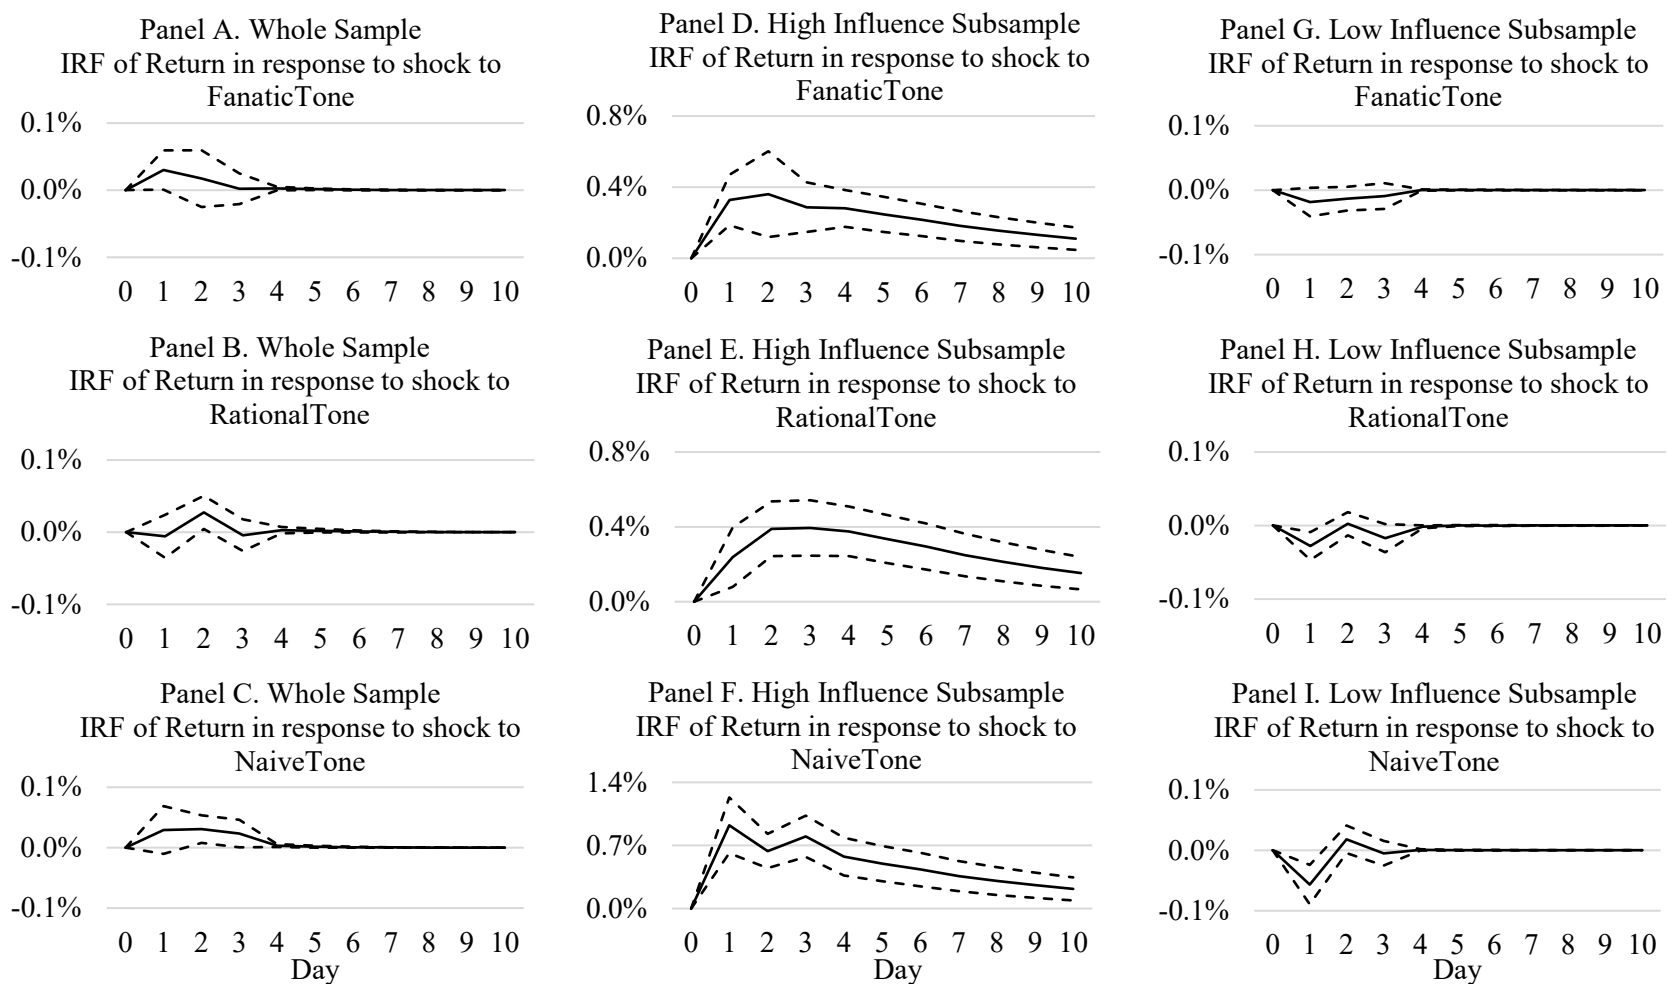 Panel A. Whole Sample
IRF of Return in response to shock to
FanaticTone
0.1%
0.0%
-0.1%
0 1 2 3 4 5 6 7 8 9 10
Panel D. High Influence Subsample
IRF of Return in response to shock to
FanaticTone
0.8%
0.4%
0.0%
0 1 2 3 4 5 6 7 8 9 10
Panel G. Low Influence Subsample
IRF of Return in response to shock to
FanaticTone
0.1%
0.0%
-0.1%
0 1 2 3 4 5 6 7 8 9 10
Panel B. Whole Sample
IRF of Return in response to shock to
RationalTone
0.1%
0.0%
-0.1%
0 1 2 3 4 5 6 7 8 9 10
Panel E. High Influence Subsample
IRF of Return in response to shock to
RationalTone
0.8%
0.4%
0.0%
0 1 2 3 4 5 6 7 8 9 10
Panel H. Low Influence Subsample
IRF of Return in response to shock to
RationalTone
0.1%
0.0%
-0.1%
0 1 2 3 4 5 6 7 8 9 10
Panel C. Whole Sample
IRF of Return in response to shock to
NaiveTone
0.1%
0.0%
-0.1%
0 1 2 3 4 5 6 7 8 9 10
Day
Panel F. High Influence Subsample
IRF of Return in response to shock to
NaiveTone
1.4%
0.7%
0.0%
0 1 2 3 4 5 6 7 8 9 10
Panel I. Low Influence Subsample
IRF of Return in response to shock to
NaiveTone
0.1%
0.0%
-0.1%
0 1 2 3 4 5 6 7 8 9 10
Day